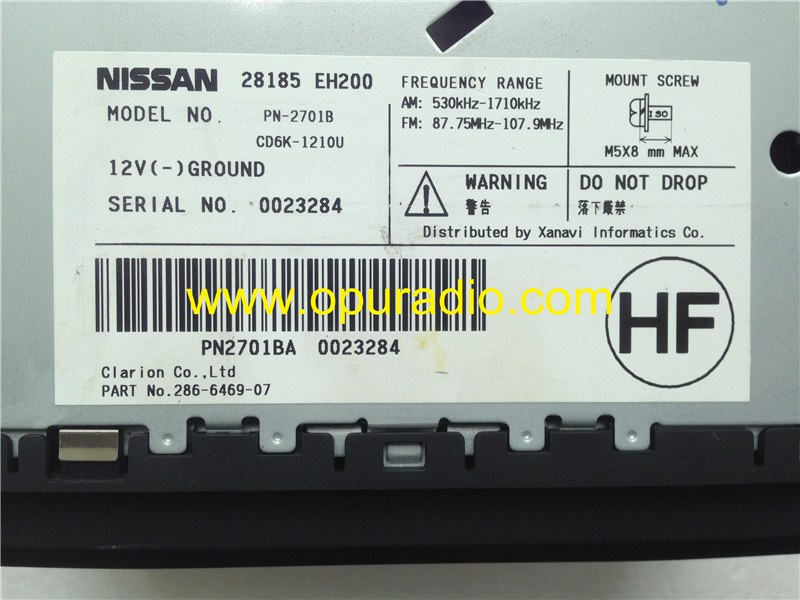 NISSAN 28185 EH200
MODEL NO. PN-2701B
CD6K-1210U
12V(-)GROUND
SERIAL NO. 0023284
FREQUENCY RANGE
AM: 530kHz-1710kHz
FM: 87.75MHz-107.9MHz
MOUNT SCREW
ISO
M5X8 mm MAX
WARNING
警告
DO NOT DROP
落下厳禁
Distributed by Xanavi Informatics Co.
www.opuradio.com
HF
PN2701BA 0023284
Clarion Co.,Ltd
PART No.286-6469-07